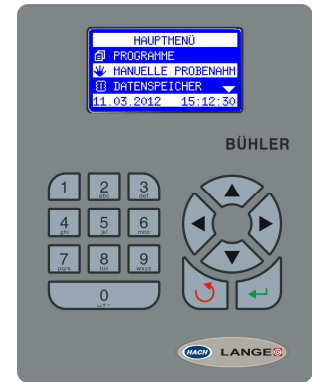 HAUPTMENÜ
PROGRAMME
MANUELLE PROBENAHM
DATENSPEICHER
11.03.2012 15:12:30
BÜHLER
1 2 abc 3 def
4 ghi 5 jkl 6 mno
7 pqrs 8 tuv 9 wxyz
0
HACH LANGE